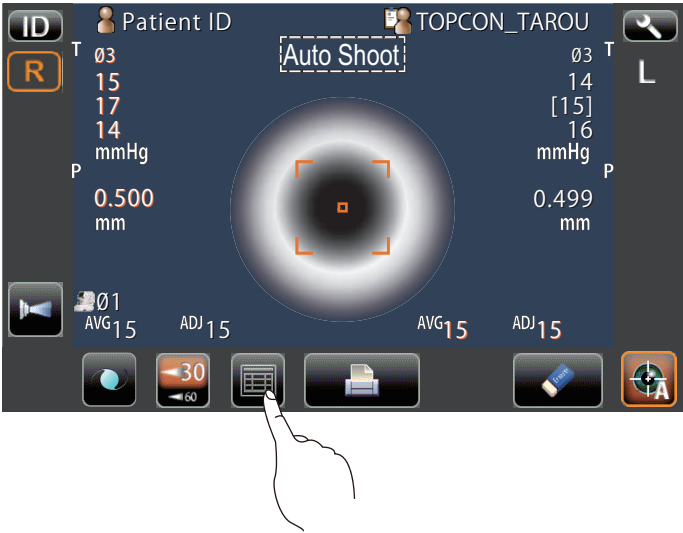 ID Patient ID TOPCON_TAROU
Auto Shoot
R
T Ø3
15
17
14
mmHg
P
0.500
mm
Ø3 T
14
[15]
16
mmHg
P
0.499
mm
L
Ø1
AVG15 ADJ15 AVG15 ADJ15
30
60
A